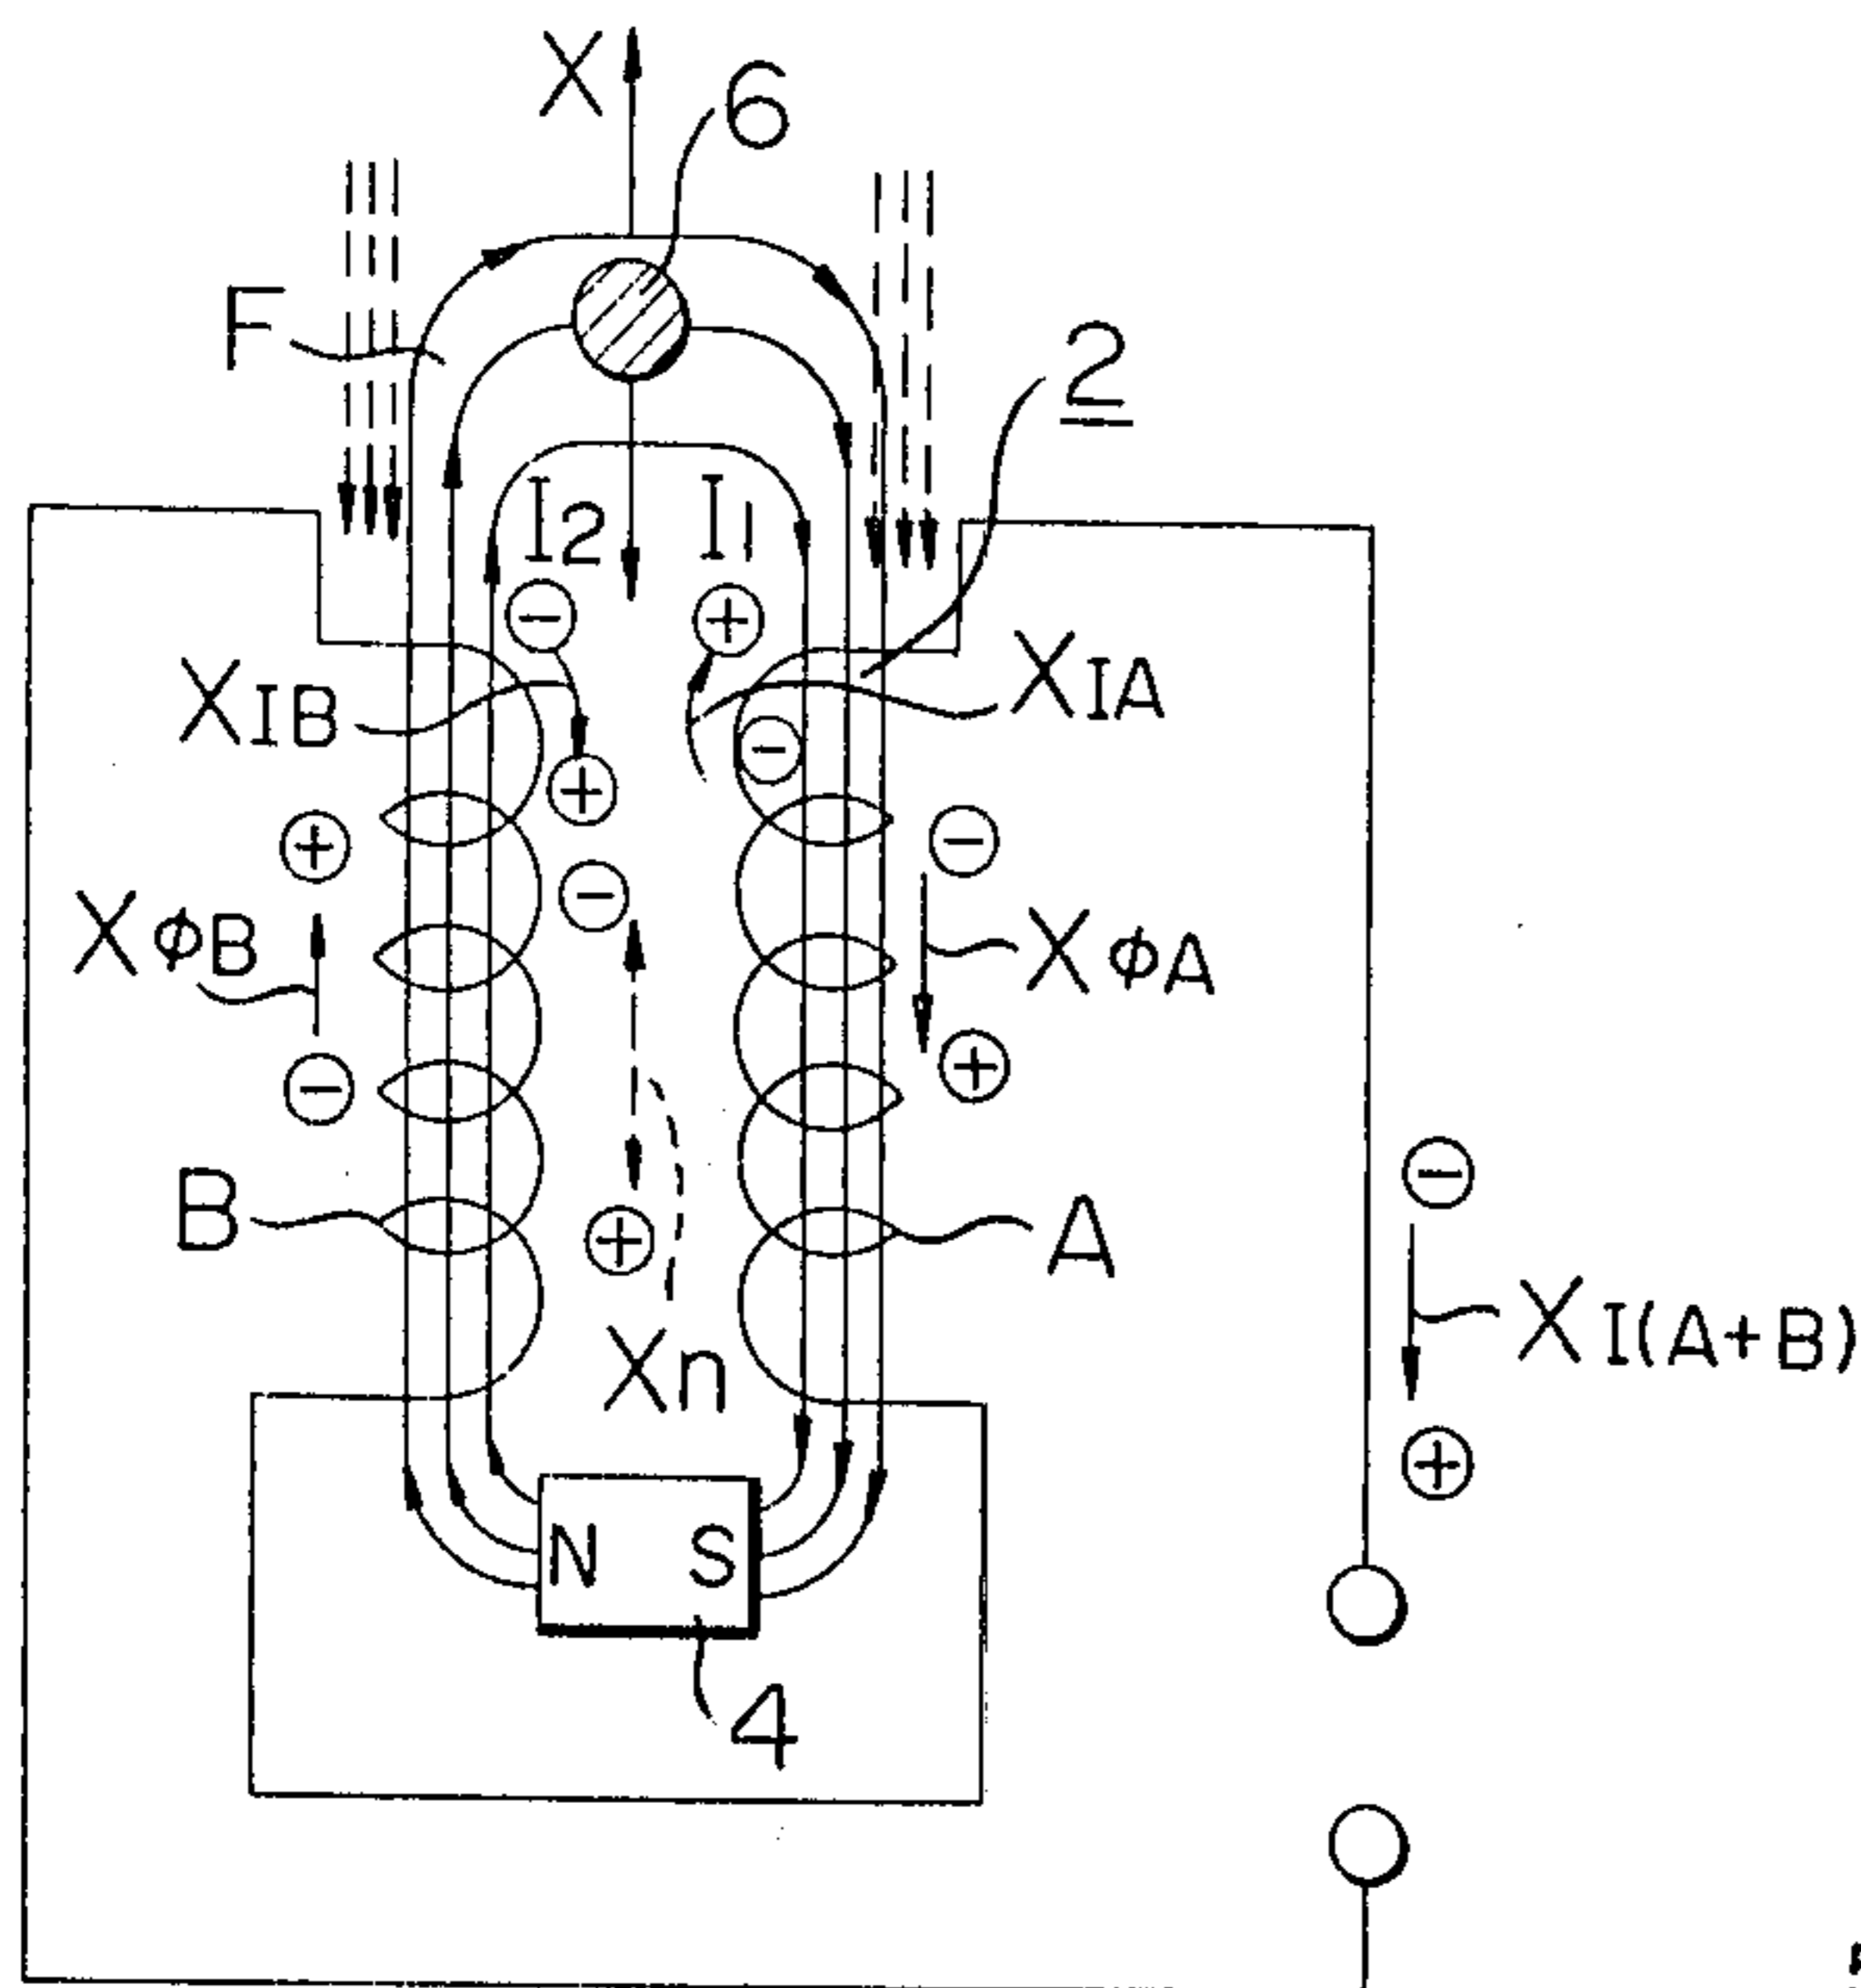 X
6
F
2
I2
I1
⊖
⊕
XIB
XIA
⊖
⊕
⊕
⊖
⊖
XΦB
XΦA
⊖
⊕
B
⊕
A
⊖
Xn
XI(A+B)
⊕
N S
4